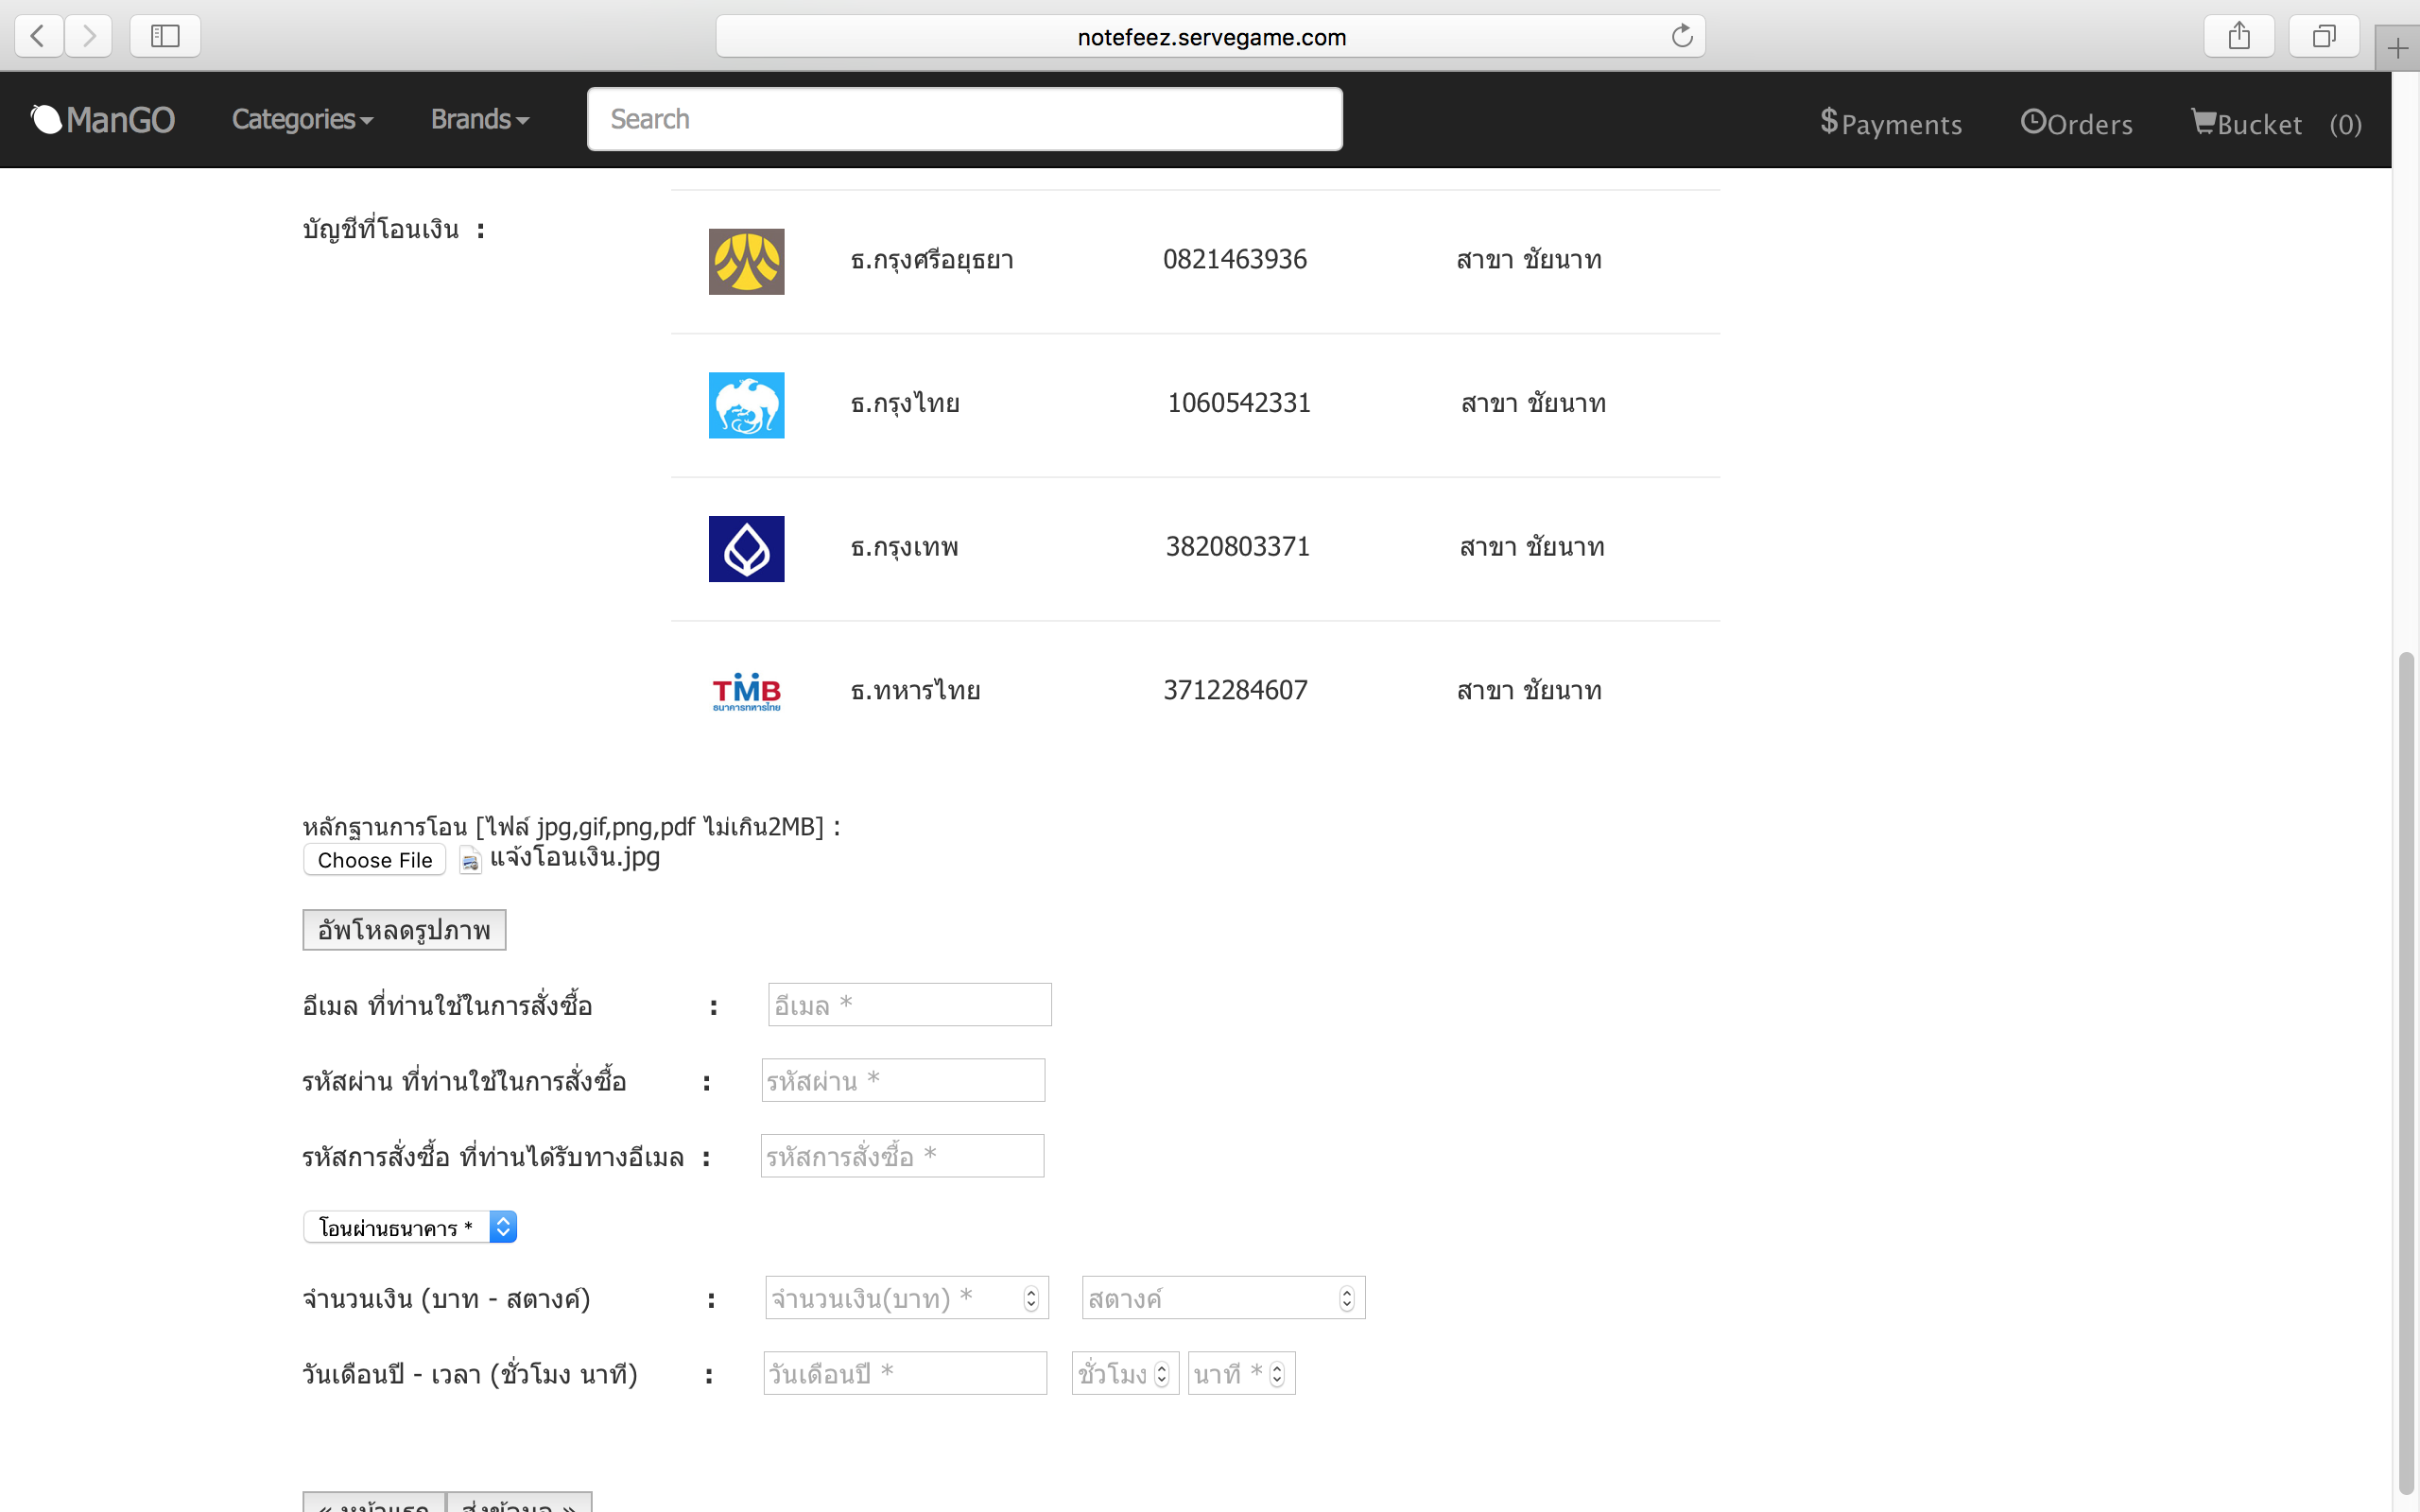 notefeez.servegame.com
ManGO Categories Brands Search $Payments Orders Bucket (0)
บัญชีที่โอนเงิน :
ธ.กรุงศรีอยุธยา 0821463936 สาขา ชัยนาท
ธ.กรุงไทย 1060542331 สาขา ชัยนาท
ธ.กรุงเทพ 3820803371 สาขา ชัยนาท
TMB ธนาคารทหารไทย ธ.ทหารไทย 3712284607 สาขา ชัยนาท
หลักฐานการโอน [ไฟล์ jpg,gif,png,pdf ไม่เกิน2MB] :
Choose File แจ้งโอนเงิน.jpg
อัพโหลดรูปภาพ
อีเมล ที่ท่านใช้ในการสั่งซื้อ : อีเมล *
รหัสผ่าน ที่ท่านใช้ในการสั่งซื้อ : รหัสผ่าน *
รหัสการสั่งซื้อ ที่ท่านได้รับทางอีเมล : รหัสการสั่งซื้อ *
โอนผ่านธนาคาร *
จำนวนเงิน (บาท - สตางค์) : จำนวนเงิน(บาท) * สตางค์
วันเดือนปี - เวลา (ชั่วโมง นาที) : วันเดือนปี * ชั่วโมง นาที *
« หน้าแรก ส่งข้อมูล »